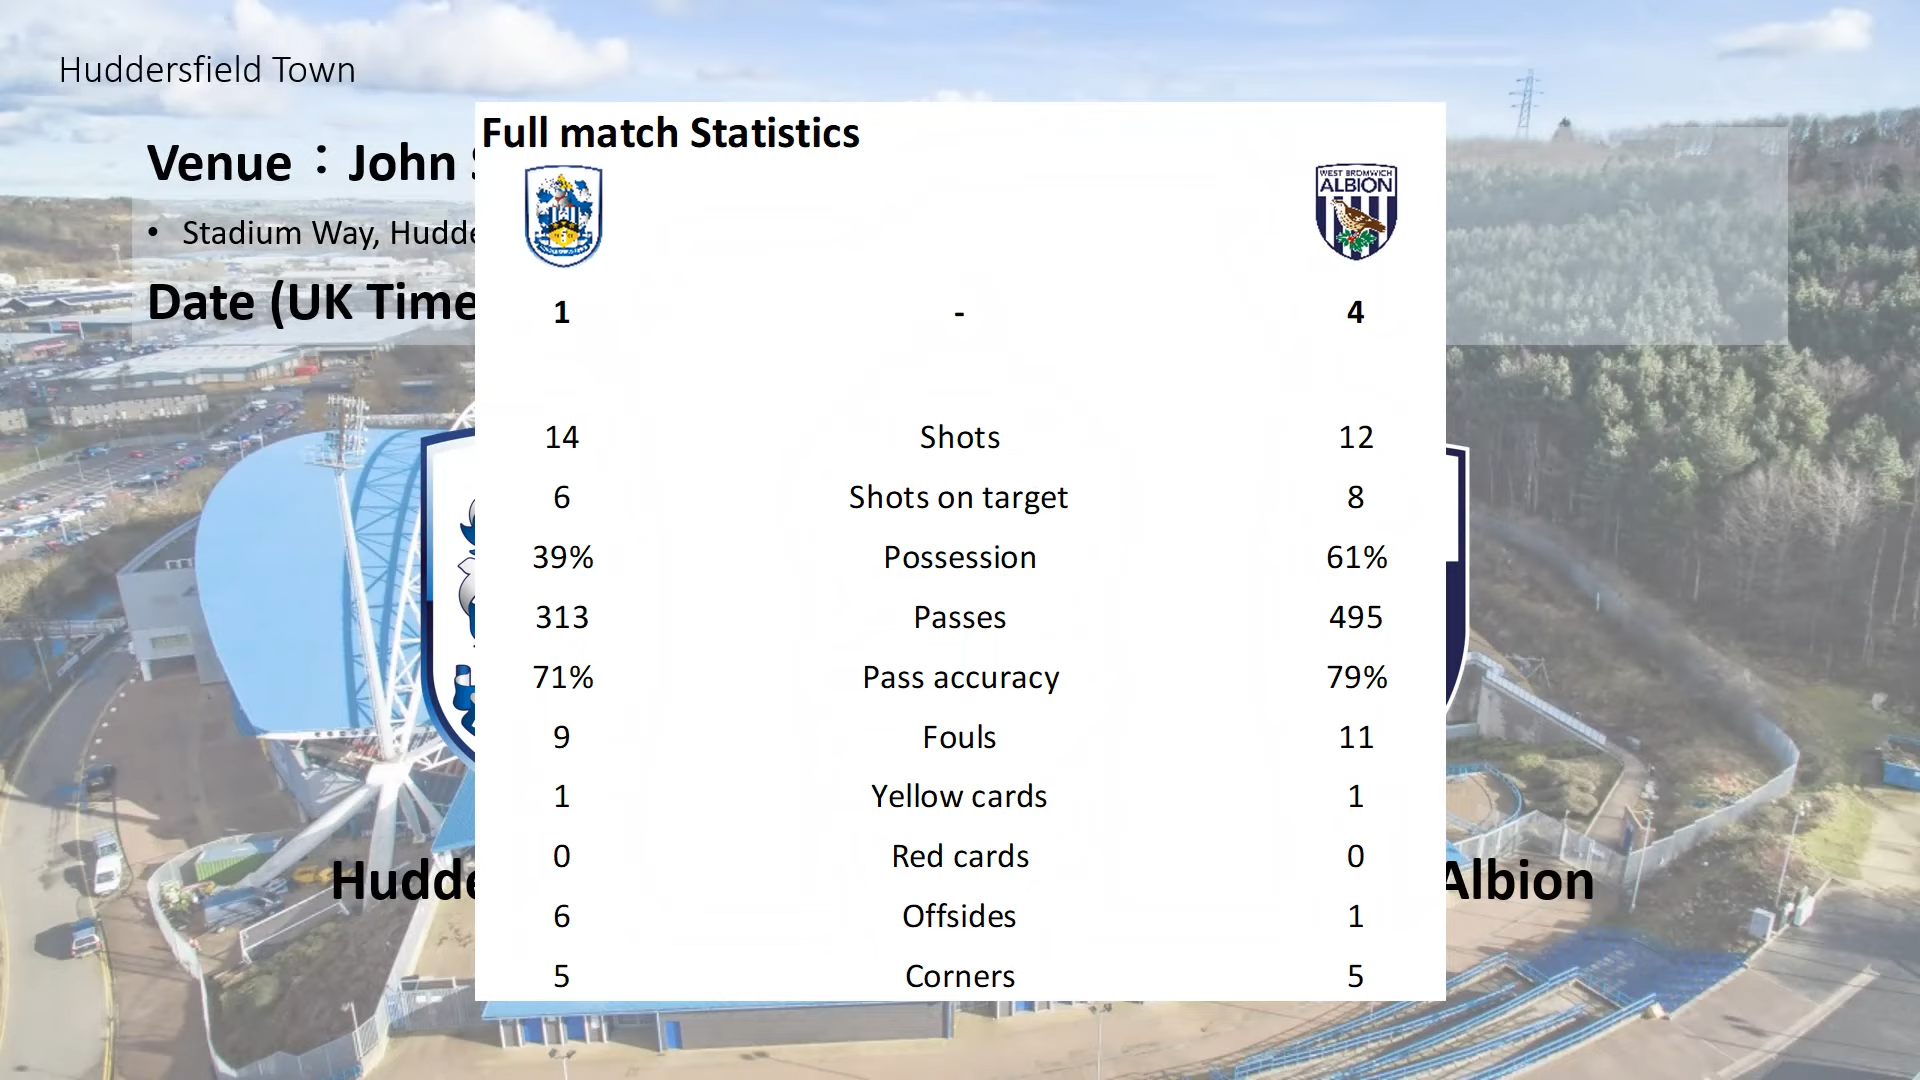 Huddersfield Town
Venue：John
• Stadium Way,
Date (UK Time
Full match Statistics
WEST BROMWICH
ALBION
1 - 4
14 Shots 12
6 Shots on target 8
39% Possession 61%
313 Passes 495
71% Pass accuracy 79%
9 Fouls 11
1 Yellow cards 1
0 Red cards 0
6 Offsides 1
5 Corners 5
Albion